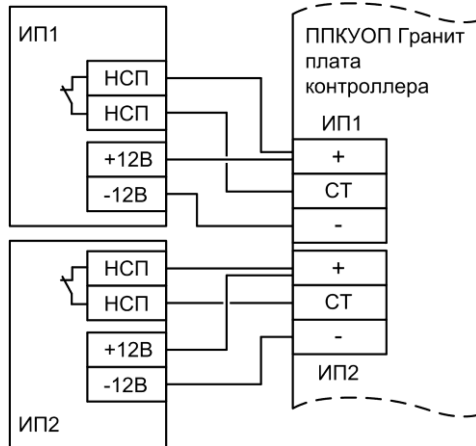 ИП1
НСП
НСП
+12В
-12В
НСП
НСП
+12В
-12В
ИП2
ППКУОП Гранит
плата
контроллера
ИП1
+
СТ
-
+
СТ
-
ИП2